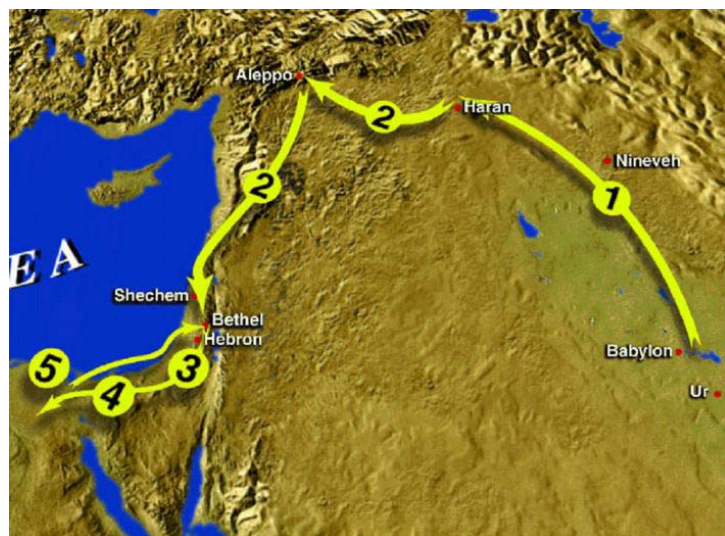 Aleppo
2
Haran
Nineveh
2
1
E A
Shechem
Bethel
Hebron
5
3
4
Babylon
Ur